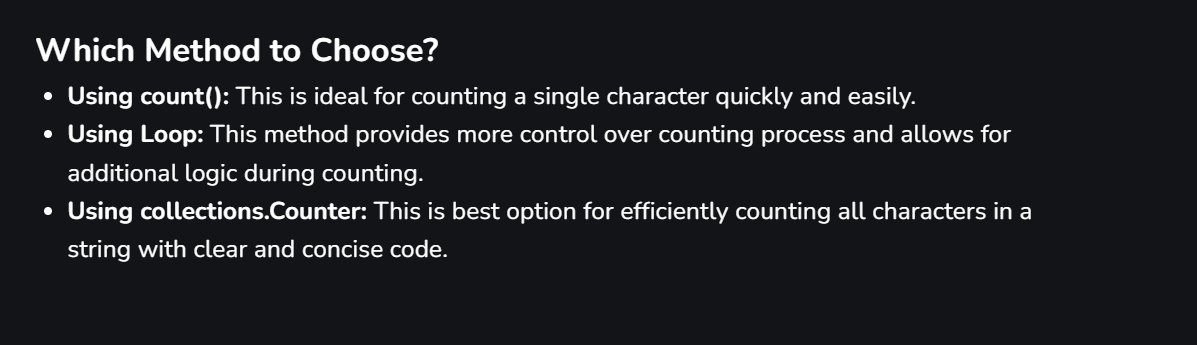 Which Method to Choose?
• Using count(): This is ideal for counting a single character quickly and easily.
• Using Loop: This method provides more control over counting process and allows for
additional logic during counting.
• Using collections.Counter: This is best option for efficiently counting all characters in a
string with clear and concise code.